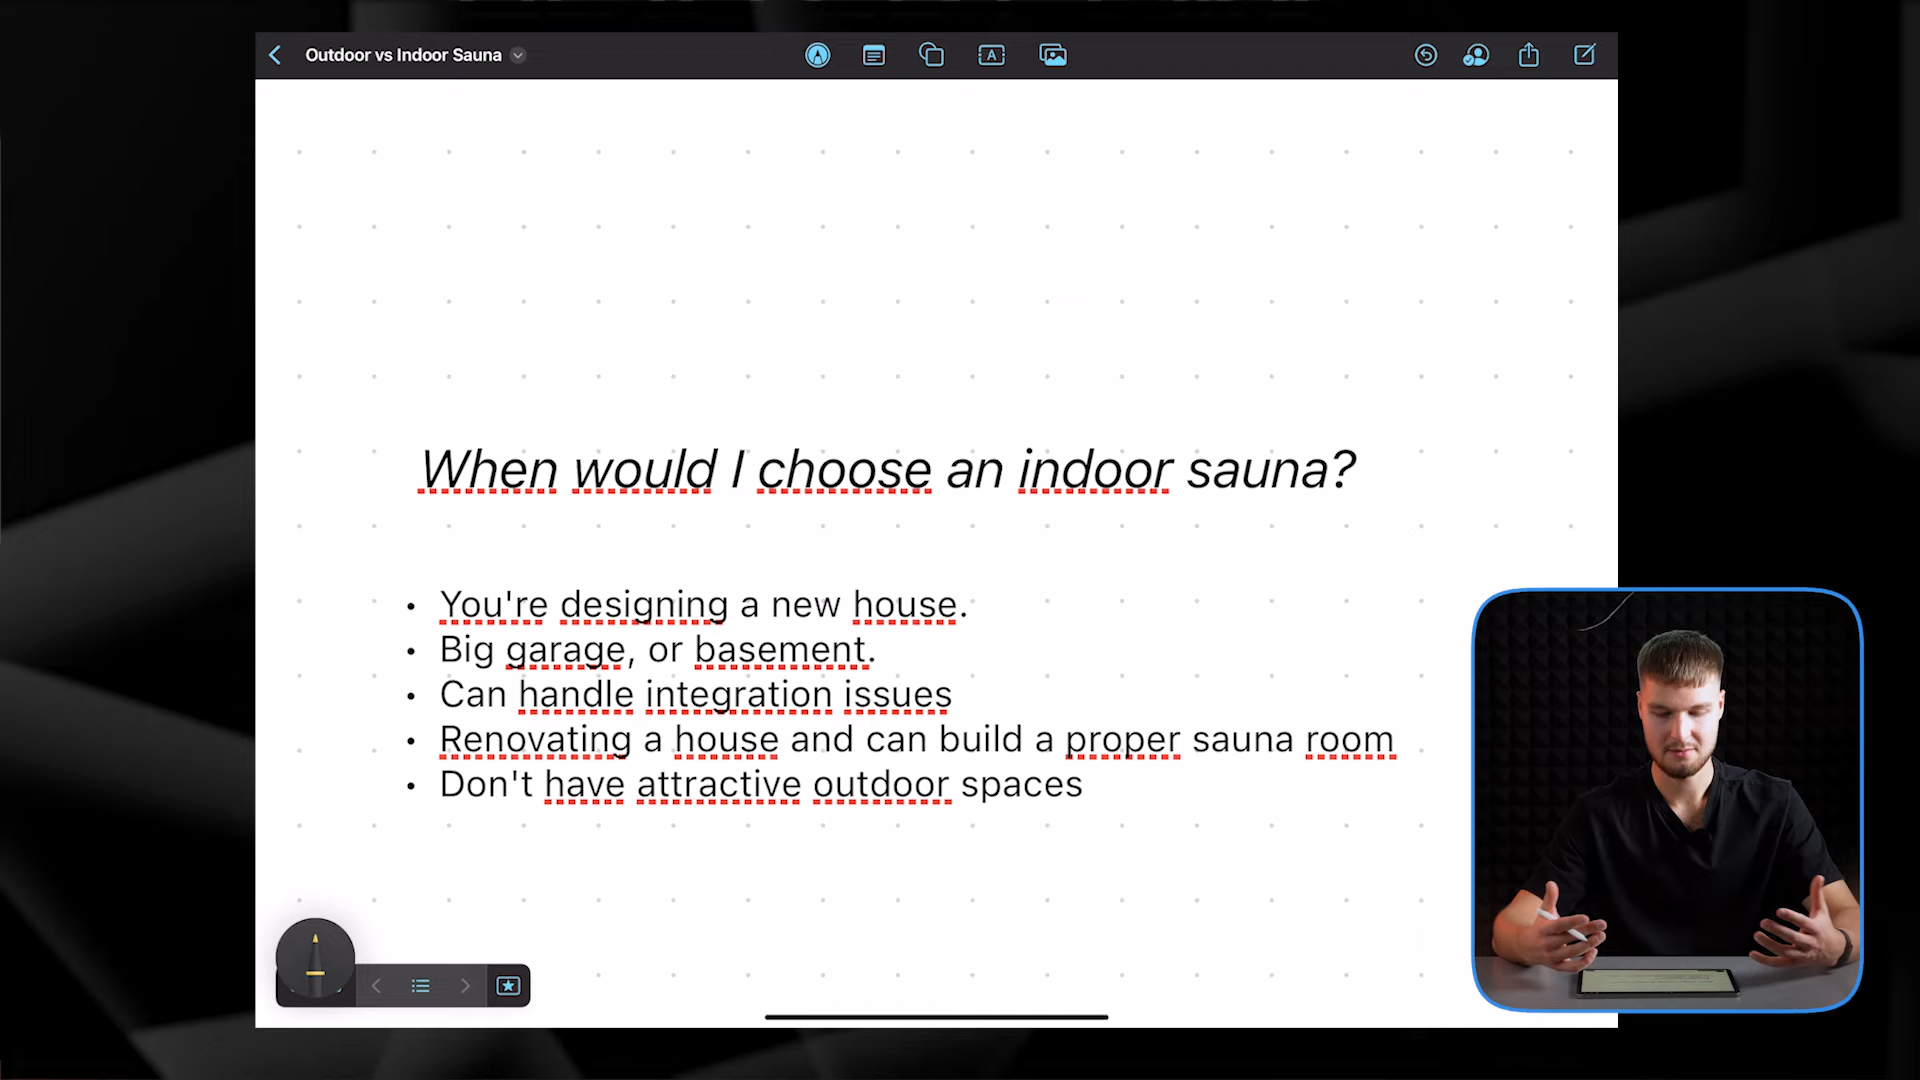 Outdoor vs Indoor Sauna
When would I choose an indoor sauna?
• You're designing a new house.
• Big garage, or basement.
• Can handle integration issues
• Renovating a house and can build a proper sauna room
• Don't have attractive outdoor spaces